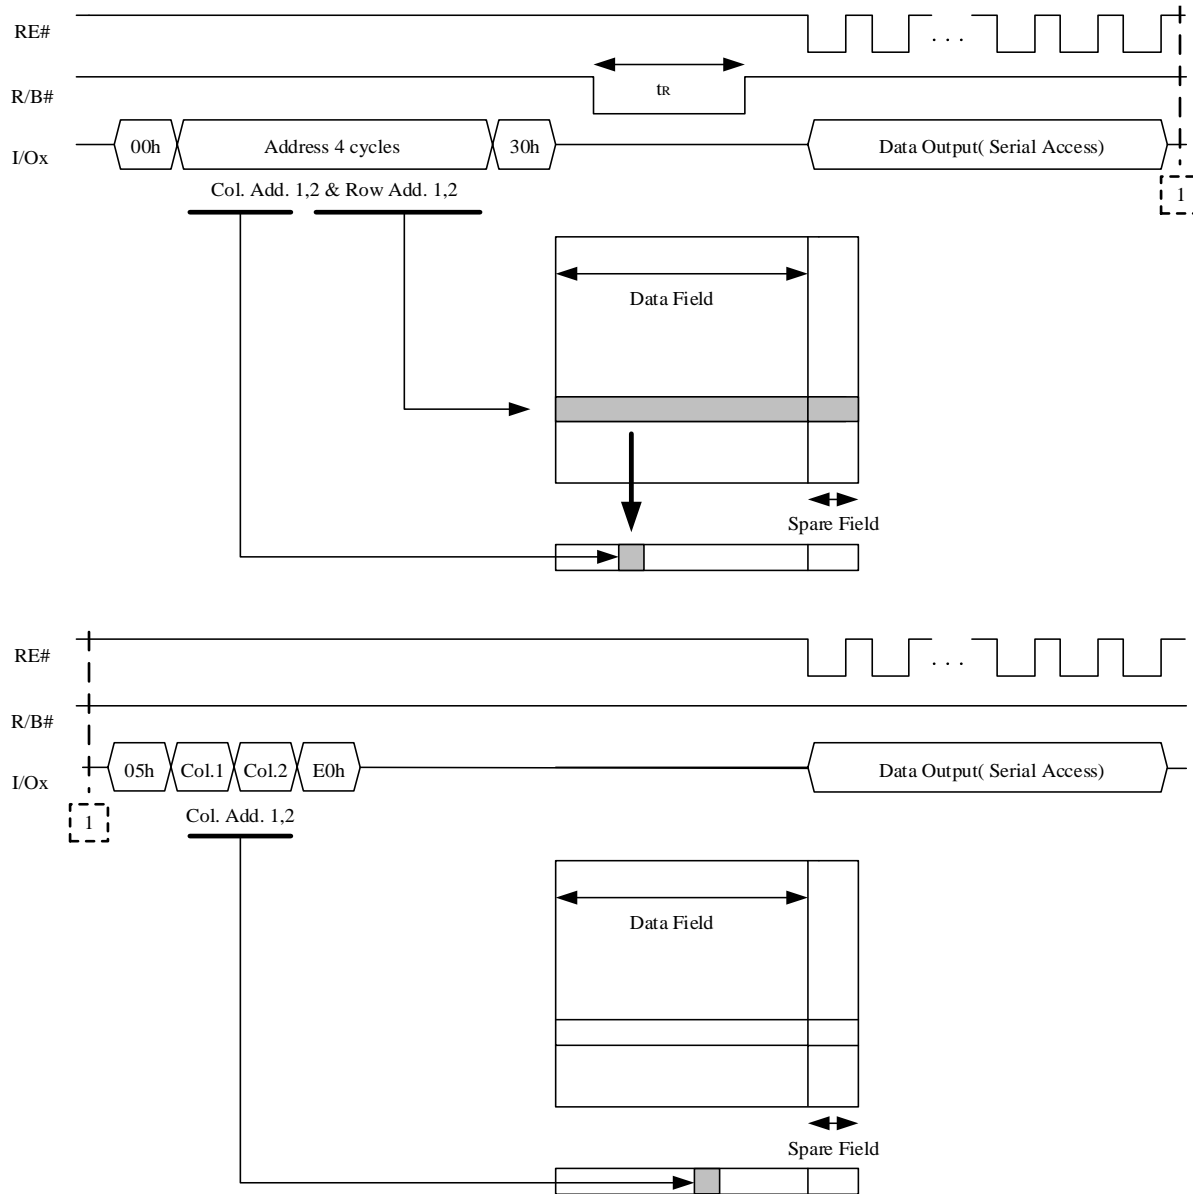 RE#
. . .
R/B#
tR
I/Ox
00h
Address 4 cycles
30h
Data Output( Serial Access)
1
Col. Add. 1,2 & Row Add. 1,2
Data Field
Spare Field
RE#
. . .
R/B#
I/Ox
05h
Col.1
Col.2
E0h
Data Output( Serial Access)
1
Col. Add. 1,2
Data Field
Spare Field